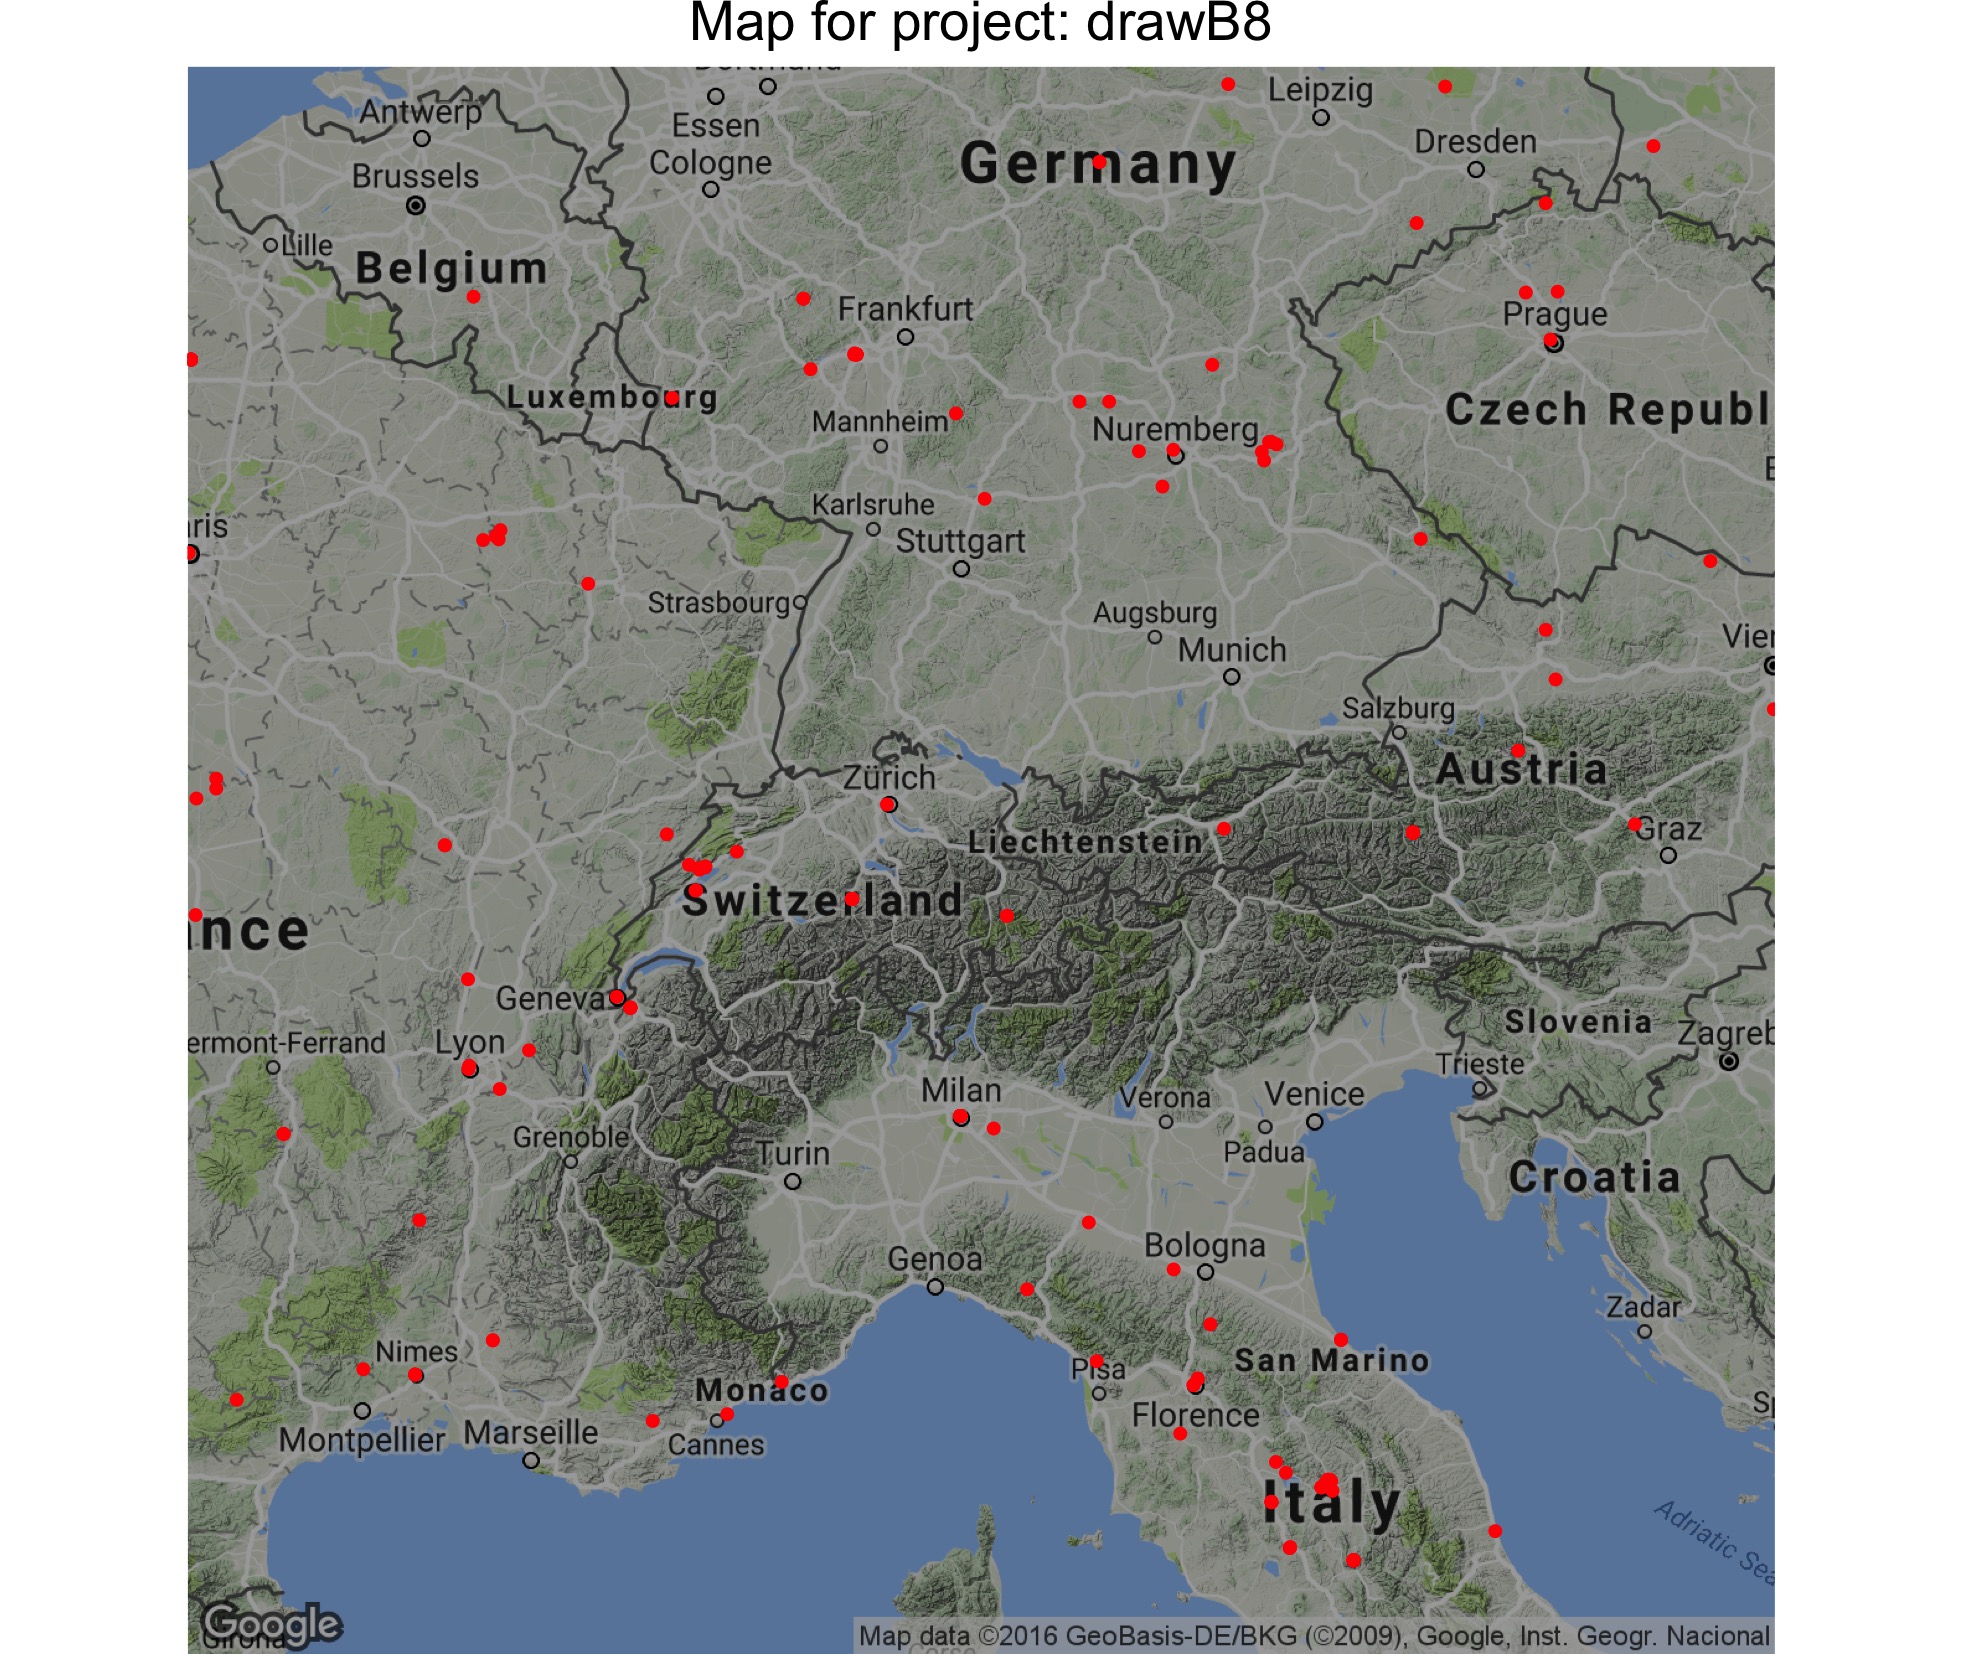 Map for project: drawB8
Leipzig
Antwerp
Essen
Dresden
Cologne
Germany
Brussels
Lille
Belgium
Frankfurt
Prague
Luxembourg
Czech Republ
Mannheim
Nuremberg
Karlsruhe
aris
Stuttgart
Strasbourg
Augsburg
Vier
Munich
Salzburg
Zürich
Austria
Liechtenstein
Graz
Switzerland
nce
Geneva
Slovenia
Zagreb
ermont-Ferrand
Lyon
Trieste
Milan
Verona
Venice
Grenoble
Turin
Padua
Croatia
Bologna
Genoa
Zadar
Nimes
San Marino
Pisa
Monaco
Florence
Montpellier
Marseille
Cannes
Italy
Adriatic Sea
Google
Girona
Map data ©2016 GeoBasis-DE/BKG (©2009), Google, Inst. Geogr. Nacional